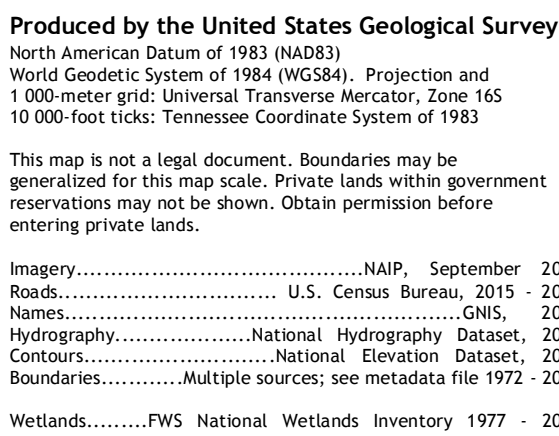 Produced by the United States Geological Survey
North American Datum of 1983 (NAD83)
World Geodetic System of 1984 (WGS84). Projection and
1 000-meter grid: Universal Transverse Mercator, Zone 16S
10 000-foot ticks: Tennessee Coordinate System of 1983
This map is not a legal document. Boundaries may be
generalized for this map scale. Private lands within government
reservations may not be shown. Obtain permission before
entering private lands.
Imagery..........................................NAIP, September 20
Roads................................ U.S. Census Bureau, 2015 - 20
Names..........................................................GNIS, 20
Hydrography....................National Hydrography Dataset, 20
Contours............................National Elevation Dataset, 20
Boundaries............Multiple sources; see metadata file 1972 - 20
Wetlands.........FWS National Wetlands Inventory 1977 - 20